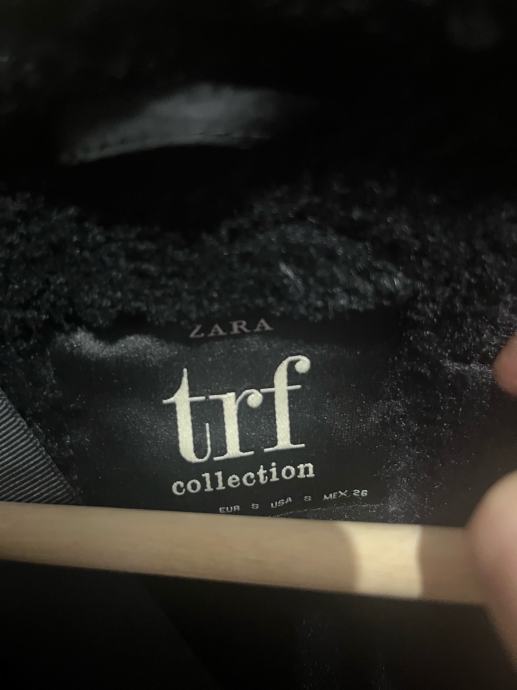 ZARA
trf
collection
EUR S USA S MEX 26